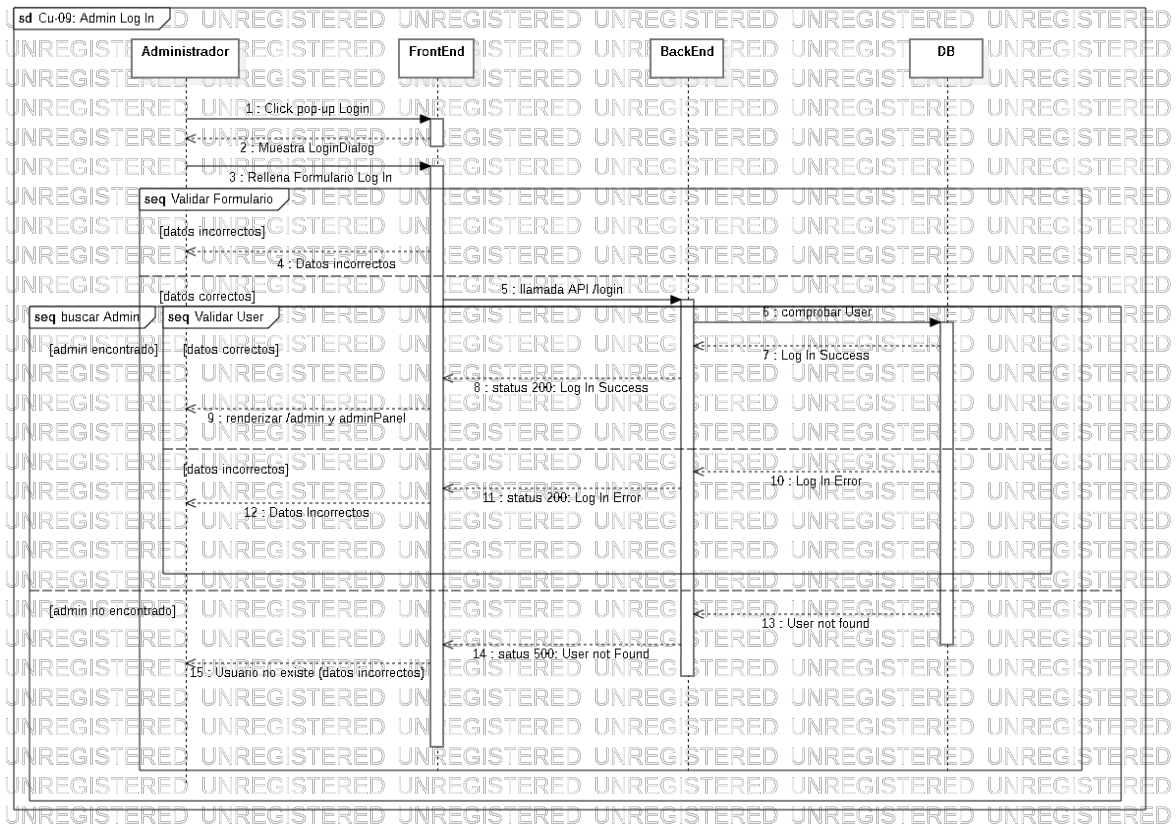 sd Cu-09: Admin Log In
Administrador
FrontEnd
BackEnd
DB
1 : Click pop-up Login
2 : Muestra LoginDialog
3 : Rellena Formulario Log In
seq Validar Formulario
[datos incorrectos]
4 : Datos incorrectos
[datos correctos]
5 : llamada API /login
seq buscar Admin
seq Validar User
6 : comprobar User
[admin encontrado]
[datos correctos]
7 : Log In Success
8 : status 200: Log In Success
9 : renderizar /admin y adminPanel
[datos incorrectos]
10 : Log In Error
11 : status 200: Log In Error
12 : Datos Incorrectos
[admin no encontrado]
13 : User not found
14 : satus 500: User not Found
15 : Usuario no existe (datos incorrectos)
UNREGISTERED